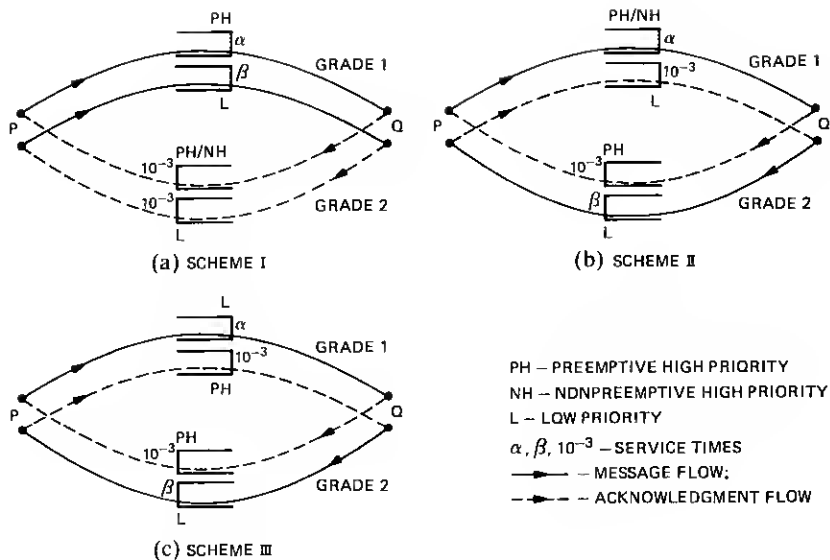 PH
α
GRADE 1
β
L
P
Q
PH/NH
10⁻³
10⁻³
GRADE 2
L
(a) SCHEME I
PH/NH
α
GRADE 1
10⁻³
L
P
Q
PH
10⁻³
β
GRADE 2
L
(b) SCHEME II
L
α
GRADE 1
10⁻³
PH
P
Q
PH
10⁻³
β
GRADE 2
L
(c) SCHEME III
PH – PREEMPTIVE HIGH PRIORITY
NH – NDNPREEMPTIVE HIGH PRIORITY
L – LOW PRIORITY
α, β, 10⁻³ – SERVICE TIMES
– MESSAGE FLOW;
– ACKNOWLEDGMENT FLOW